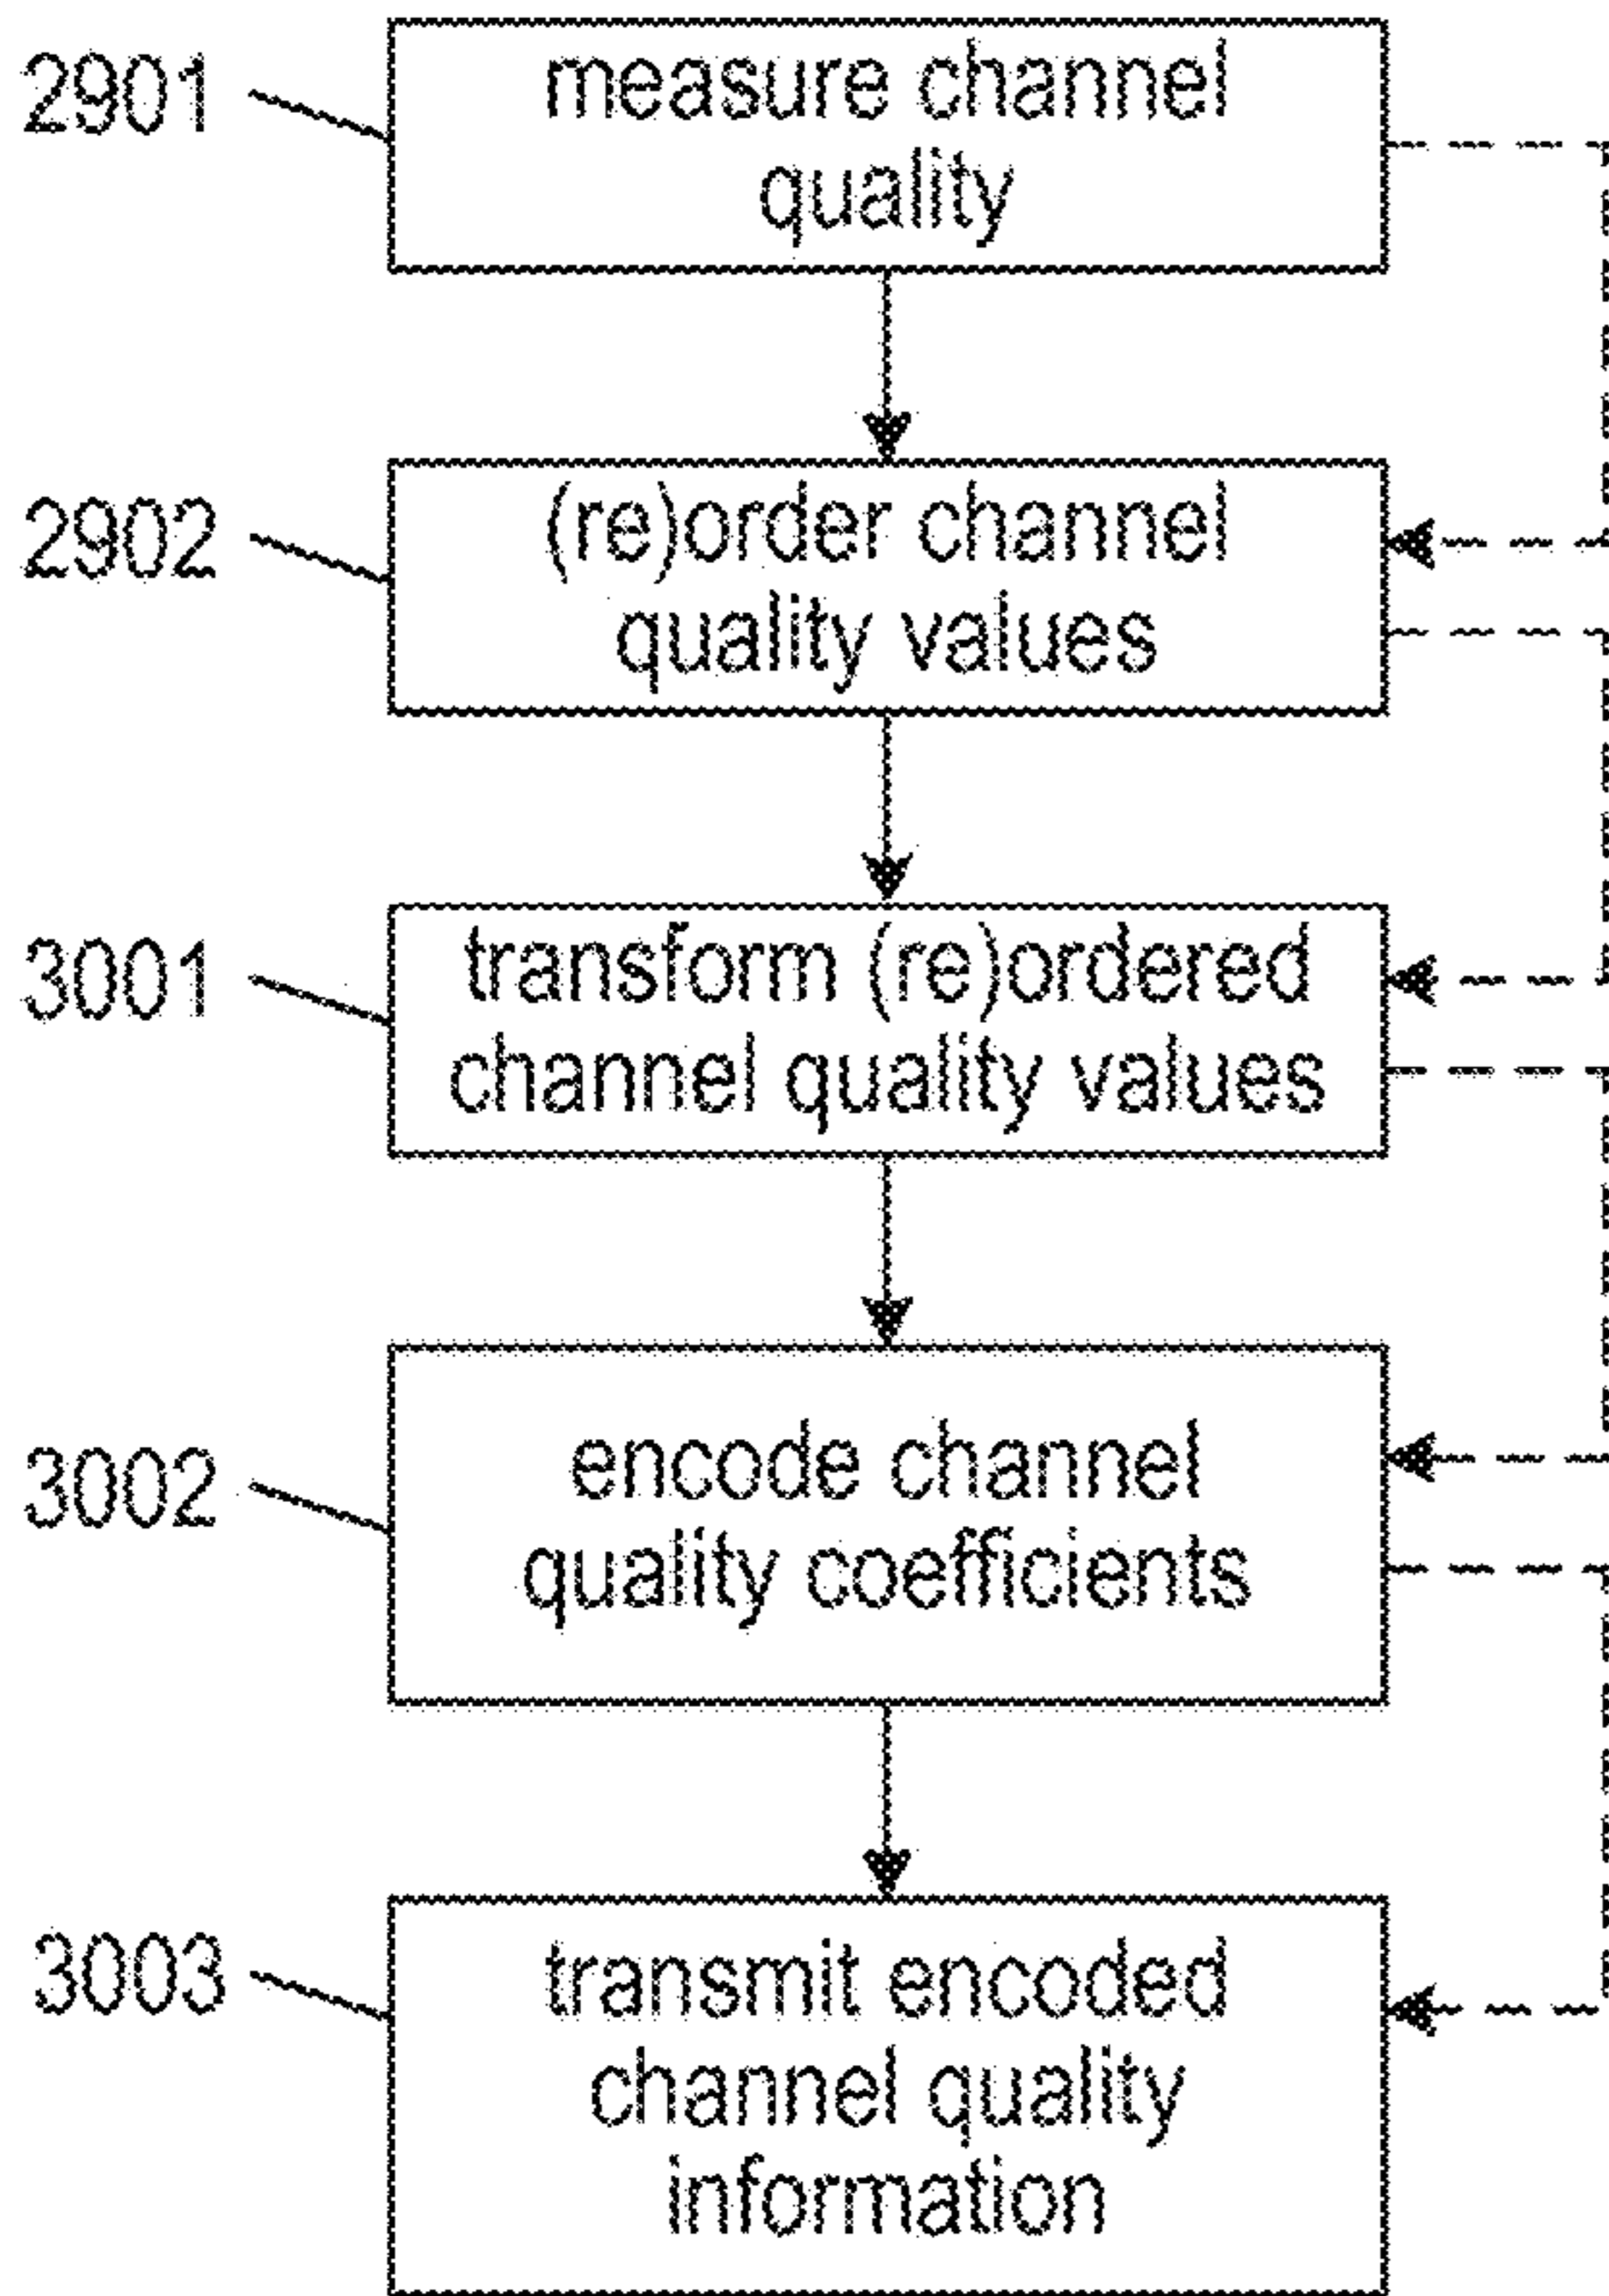 2901
measure channel
quality
2902
(re)order channel
quality values
3001
transform (re)ordered
channel quality values
3002
encode channel
quality coefficients
3003
transmit encoded
channel quality
information